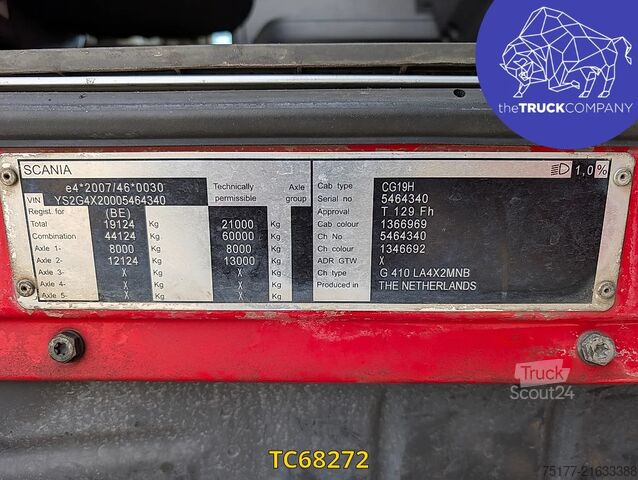 theTRUCKCOMPANY
SCANIA
e4*2007/46*0030
VIN YS2G4X20005464340
Regist. for (BE)
Technically permissible
Axle group
Total 19124 Kg 21000 Kg
Combination 44124 Kg 60000 Kg
Axle 1- 8000 Kg 8000 Kg
Axle 2- 12124 Kg 13000 Kg
Axle 3- X Kg X Kg
Axle 4- X Kg X Kg
Axle 5- X Kg X Kg
1,0%
Cab type CG19H
Serial no 5464340
Approval T 129 Fh
Cab colour 1366969
Ch No 5464340
Ch colour 1346692
ADR GTW X
Ch type G 410 LA4X2MNB
Produced in THE NETHERLANDS
Truck
Scout24
TC68272
75177-21633388